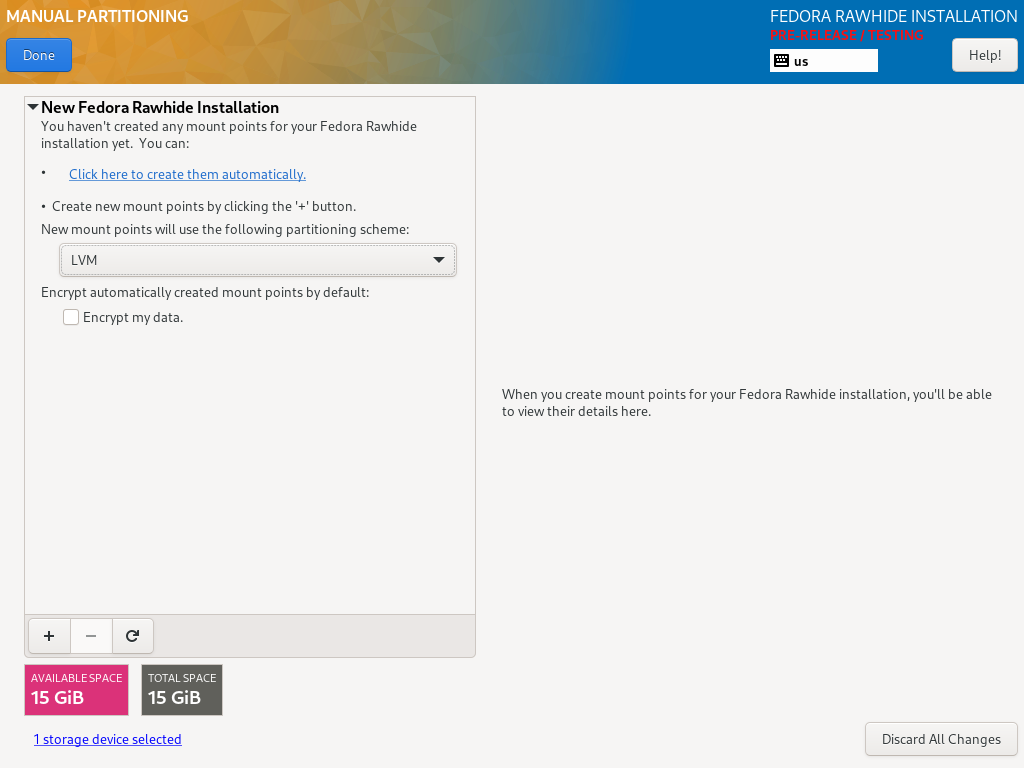 MANUAL PARTITIONING
Done
FEDORA RAWHIDE INSTALLATION
PRE-RELEASE / TESTING
us
Help!
New Fedora Rawhide Installation
You haven't created any mount points for your Fedora Rawhide
installation yet.  You can:
• Click here to create them automatically.
• Create new mount points by clicking the '+' button.
New mount points will use the following partitioning scheme:
LVM
Encrypt automatically created mount points by default:
Encrypt my data.
When you create mount points for your Fedora Rawhide installation, you'll be able
to view their details here.
+ −
AVAILABLE SPACE
15 GiB
TOTAL SPACE
15 GiB
1 storage device selected
Discard All Changes